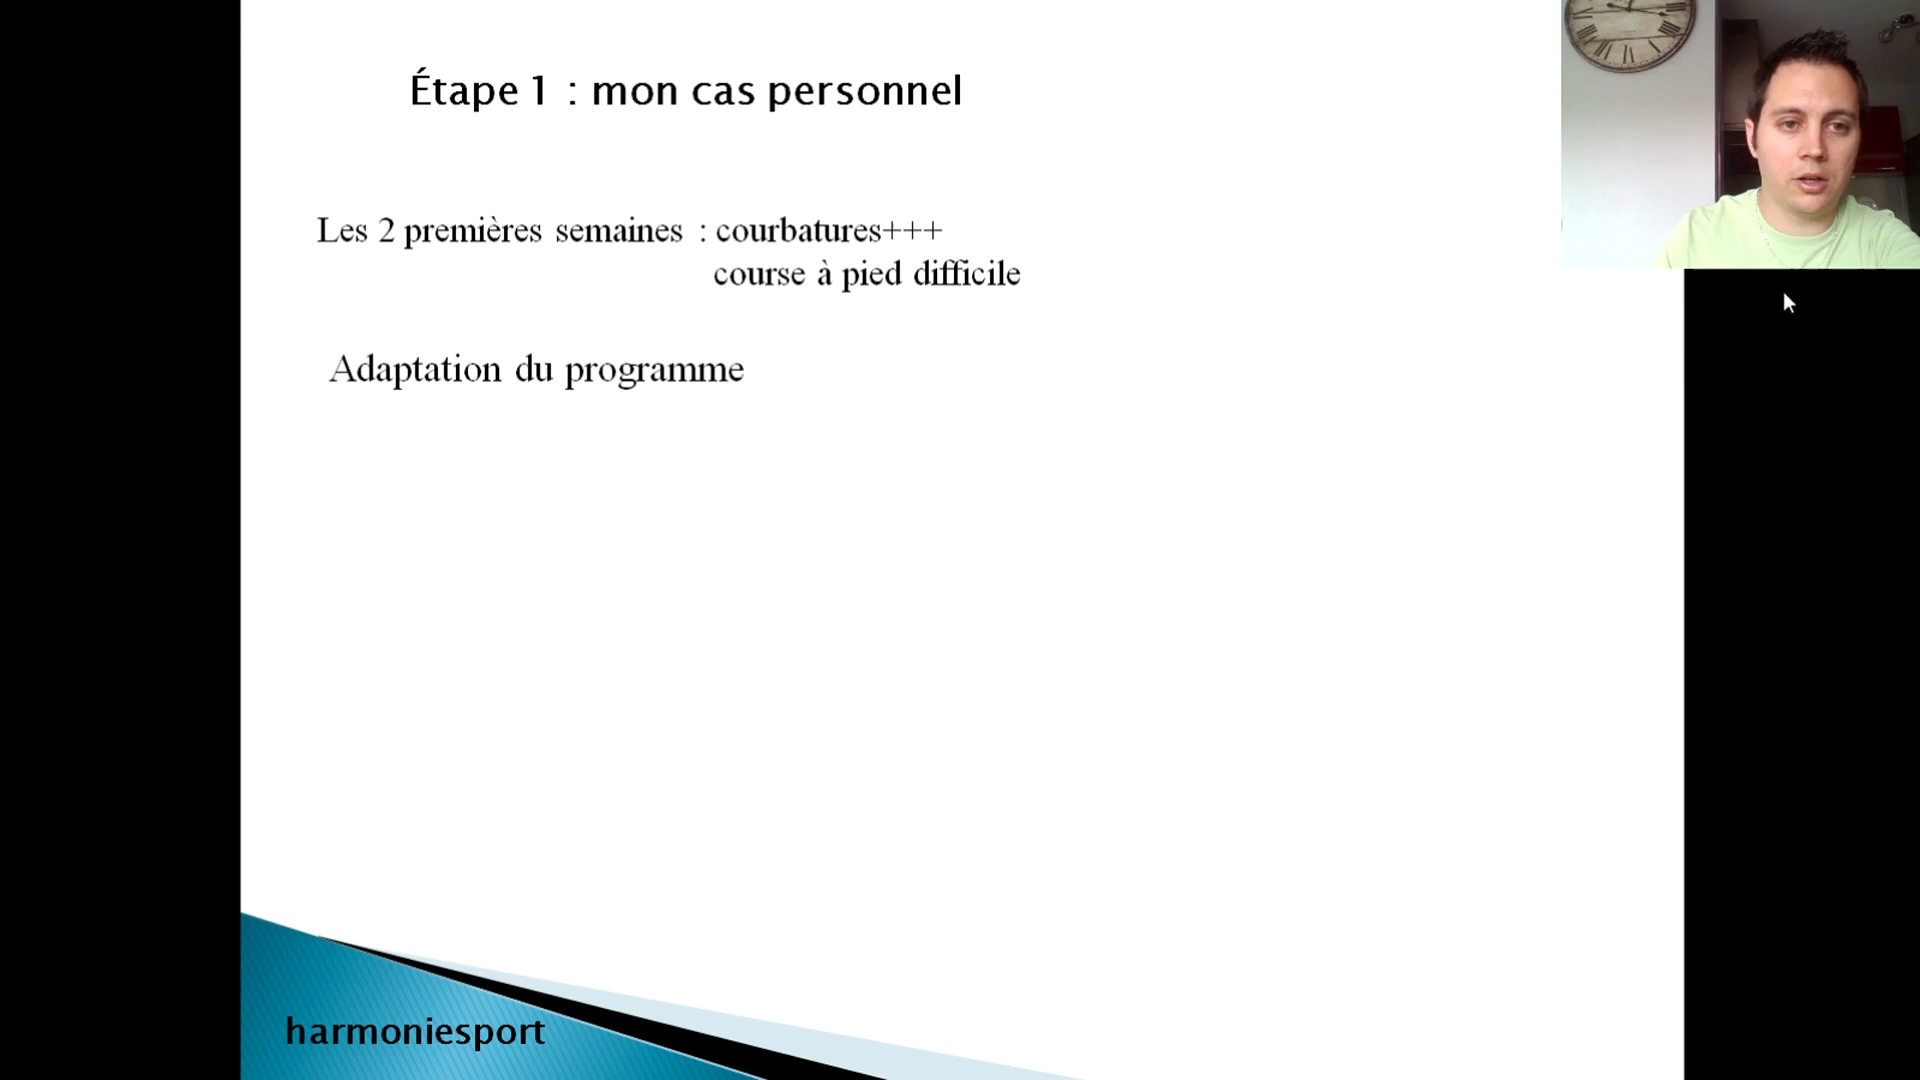 Étape 1 : mon cas personnel
Les 2 premières semaines : courbatures+++
course à pied difficile
Adaptation du programme
harmoniesport